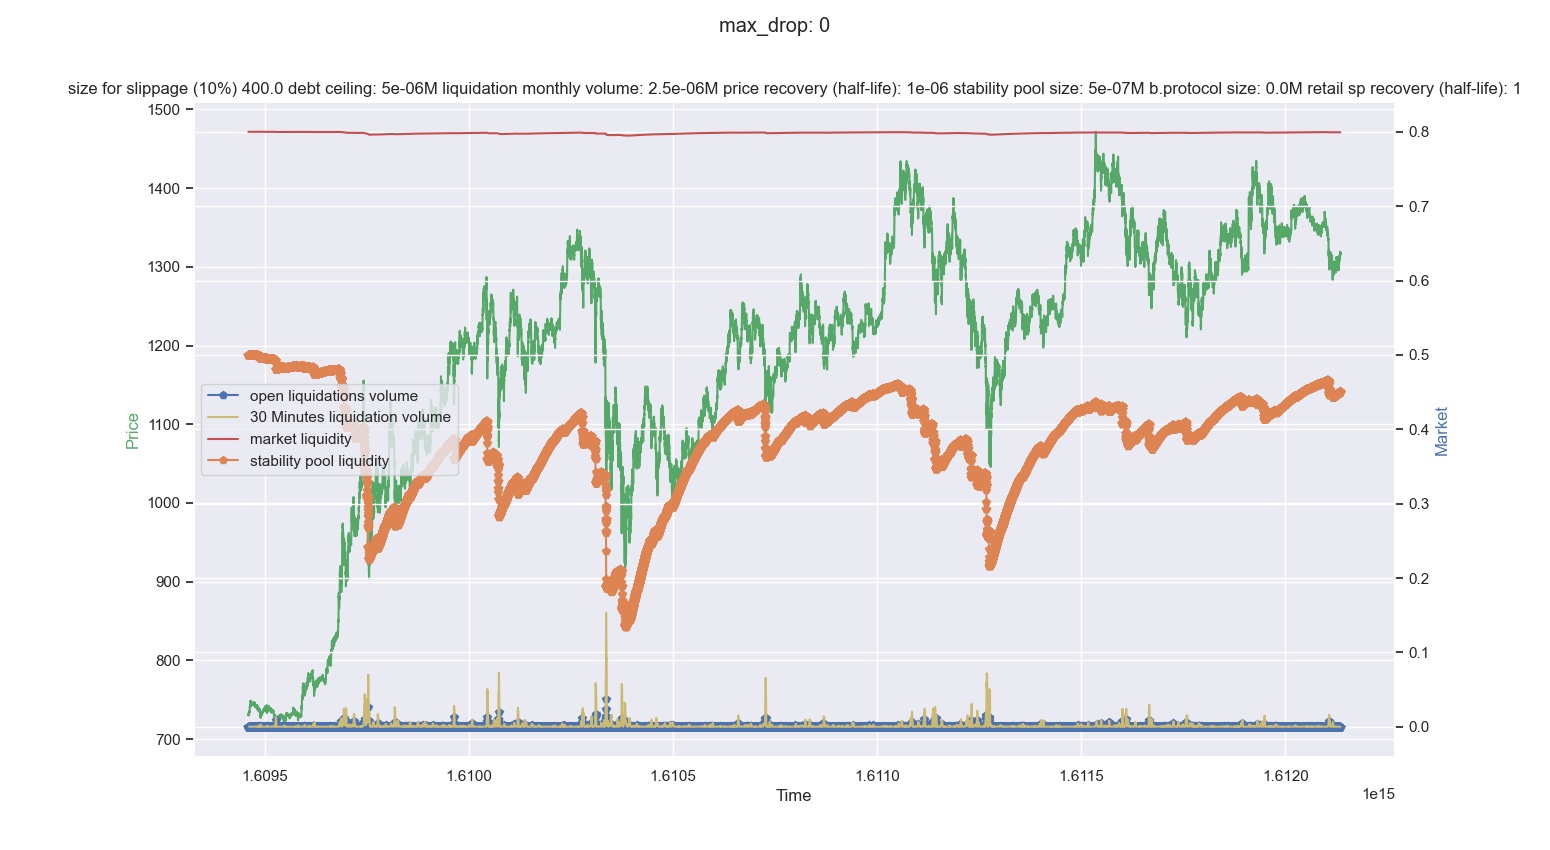 max_drop: 0
size for slippage (10%) 400.0 debt ceiling: 5e-06M liquidation monthly volume: 2.5e-06M price recovery (half-life): 1e-06 stability pool size: 5e-07M b.protocol size: 0.0M retail sp recovery (half-life): 1
1500
1400
1300
1200
1100
1000
900
800
700
Price
open liquidations volume
30 Minutes liquidation volume
market liquidity
stability pool liquidity
0.8
0.7
0.6
0.5
0.4
0.3
0.2
0.1
0.0
Market
1.6095 1.6100 1.6105 1.6110 1.6115 1.6120
Time
1e15